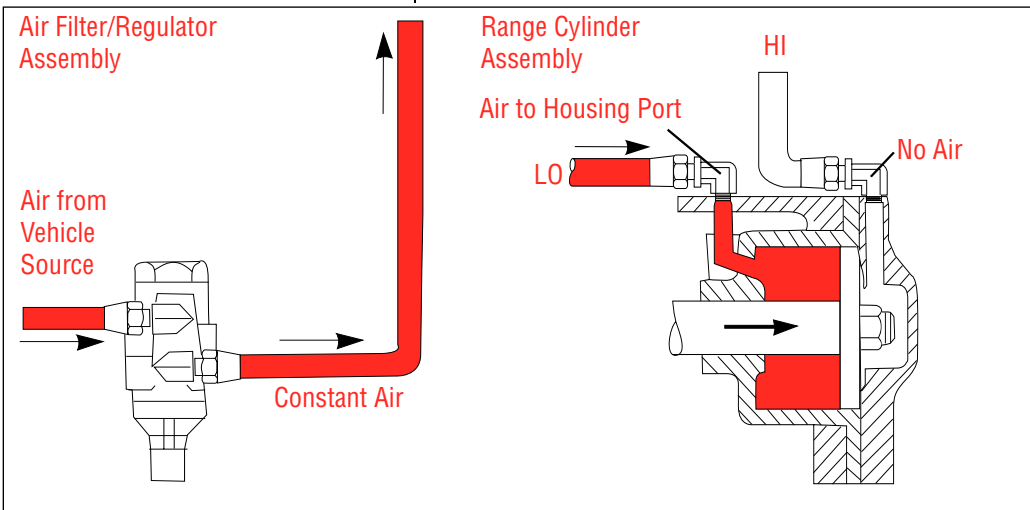 Air Filter/Regulator
Assembly
Air from
Vehicle
Source
Constant Air
Range Cylinder
Assembly
HI
Air to Housing Port
LO
No Air